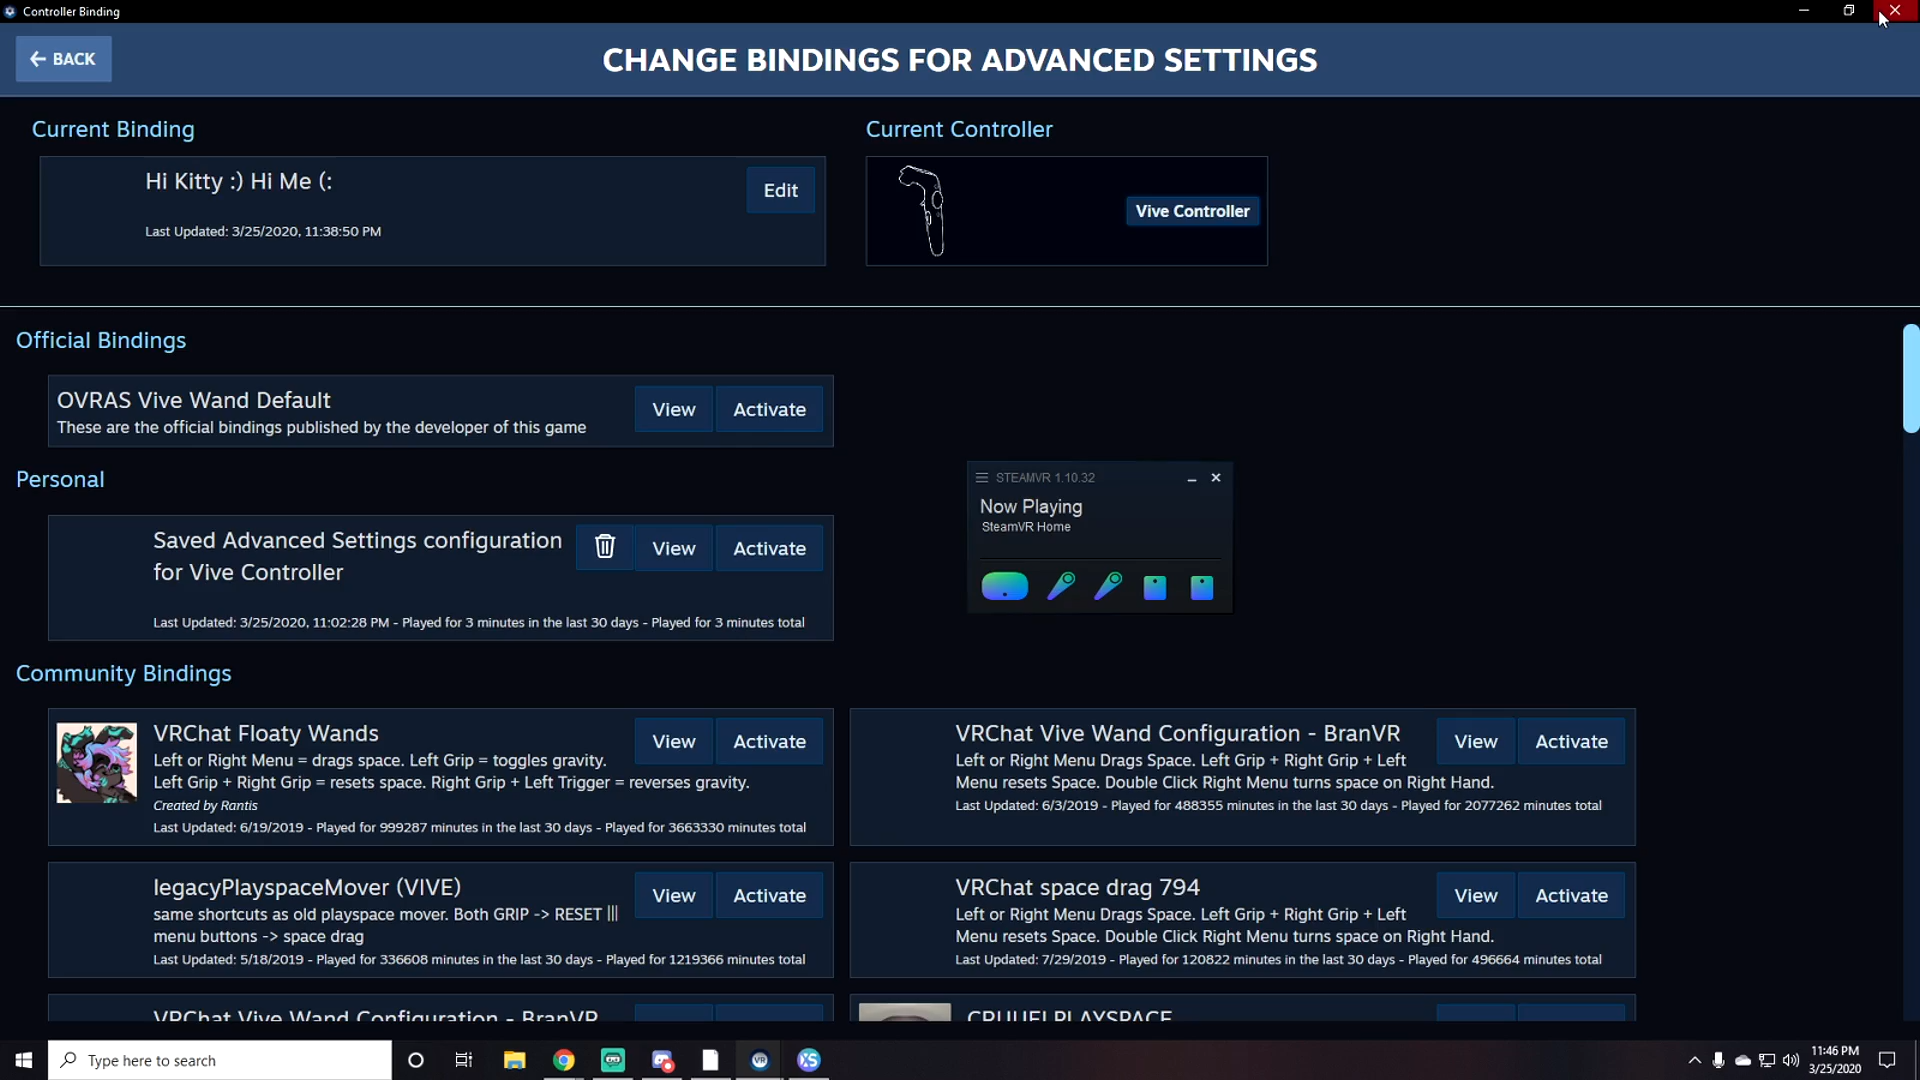 Controller Binding
BACK
CHANGE BINDINGS FOR ADVANCED SETTINGS
Current Binding
Hi Kitty :) Hi Me (:
Edit
Last Updated: 3/25/2020, 11:38:50 PM
Current Controller
Vive Controller
Official Bindings
OVRAS Vive Wand Default
These are the official bindings published by the developer of this game
View
Activate
Personal
Saved Advanced Settings configuration
for Vive Controller
View
Activate
Last Updated: 3/25/2020, 11:02:28 PM - Played for 3 minutes in the last 30 days - Played for 3 minutes total
STEAMVR 1.10.32
Now Playing
SteamVR Home
Community Bindings
VRChat Floaty Wands
View
Activate
Left or Right Menu = drags space. Left Grip = toggles gravity.
Left Grip + Right Grip = resets space. Right Grip + Left Trigger = reverses gravity.
Created by Rantis
Last Updated: 6/19/2019 - Played for 999287 minutes in the last 30 days - Played for 3663330 minutes total
VRChat Vive Wand Configuration - BranVR
View
Activate
Left or Right Menu Drags Space. Left Grip + Right Grip + Left
Menu resets Space. Double Click Right Menu turns space on Right Hand.
Last Updated: 6/3/2019 - Played for 488355 minutes in the last 30 days - Played for 2077262 minutes total
legacyPlayspaceMover (VIVE)
View
Activate
same shortcuts as old playspace mover. Both GRIP -> RESET |||
menu buttons -> space drag
Last Updated: 5/18/2019 - Played for 336608 minutes in the last 30 days - Played for 1219366 minutes total
VRChat space drag 794
View
Activate
Left or Right Menu Drags Space. Left Grip + Right Grip + Left
Menu resets Space. Double Click Right Menu turns space on Right Hand.
Last Updated: 7/29/2019 - Played for 120822 minutes in the last 30 days - Played for 496664 minutes total
VRChat Vive Wand Configuration - BranVR
CRUUELPLAYSPACE
Type here to search
VR
XS
11:46 PM
3/25/2020